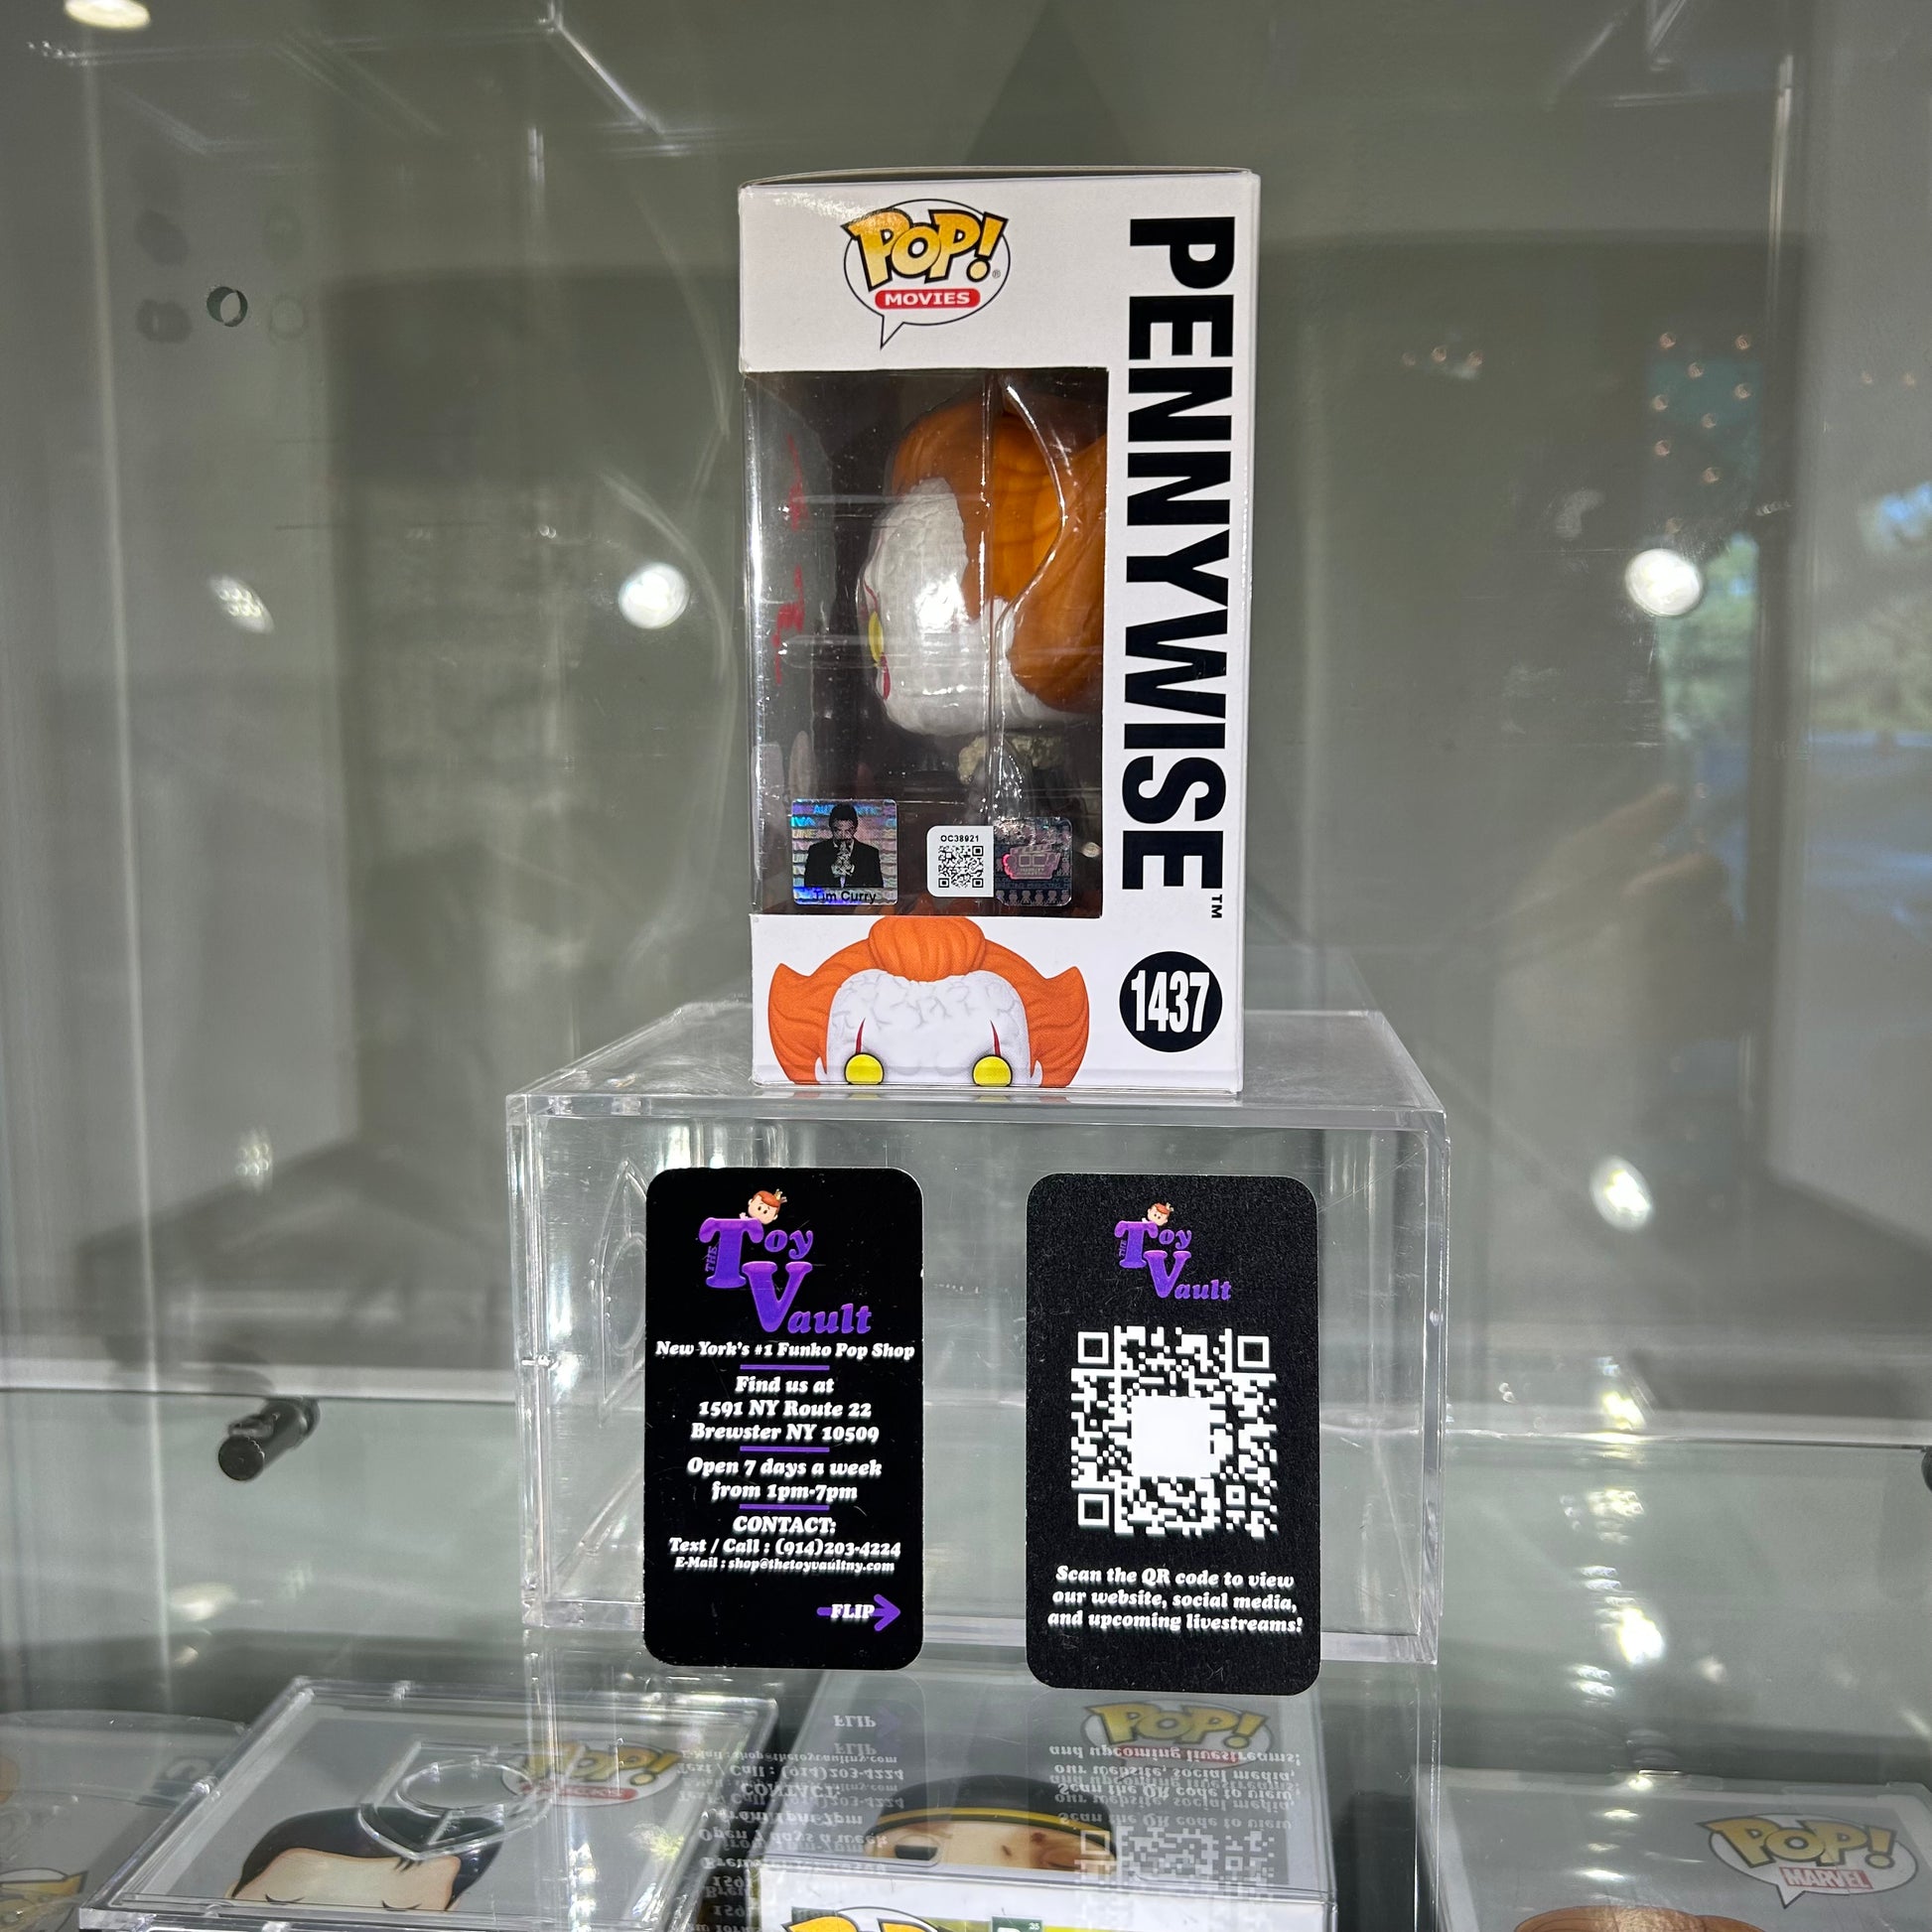 POP!
MOVIES
PENNYWISE™
OC38921
Tim Curry
1437
THE Toy Vault
New York's #1 Funko Pop Shop
Find us at
1591 NY Route 22
Brewster NY 10509
Open 7 days a week
from 1pm-7pm
CONTACT:
Text / Call : (914)203-4224
E-Mail : shop@thetoyvaultny.com
FLIP
THE Toy Vault
Scan the QR code to view
our website, social media,
and upcoming livestreams!
POP!
POP!
POP!
MARVEL